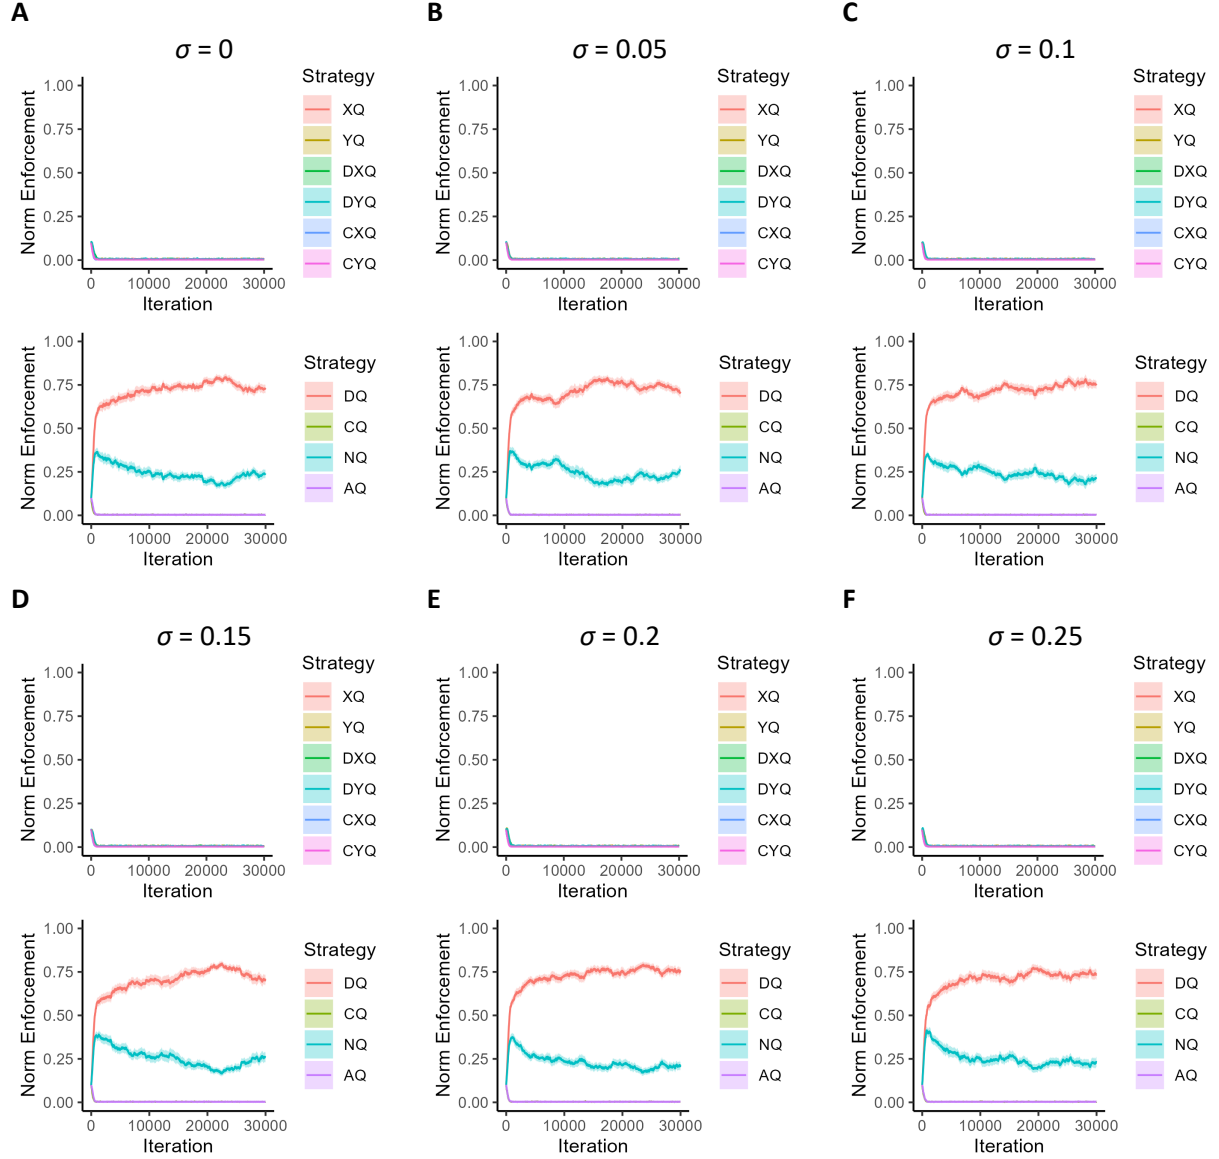 A
σ = 0
Norm Enforcement
1.00
0.75
0.50
0.25
0.00
0 10000 20000 30000
Iteration
Strategy
XQ
YQ
DXQ
DYQ
CXQ
CYQ
Norm Enforcement
1.00
0.75
0.50
0.25
0.00
0 10000 20000 30000
Iteration
Strategy
DQ
CQ
NQ
AQ
B
σ = 0.05
Norm Enforcement
1.00
0.75
0.50
0.25
0.00
0 10000 20000 30000
Iteration
Strategy
XQ
YQ
DXQ
DYQ
CXQ
CYQ
Norm Enforcement
1.00
0.75
0.50
0.25
0.00
0 10000 20000 30000
Iteration
Strategy
DQ
CQ
NQ
AQ
C
σ = 0.1
Norm Enforcement
1.00
0.75
0.50
0.25
0.00
0 10000 20000 30000
Iteration
Strategy
XQ
YQ
DXQ
DYQ
CXQ
CYQ
Norm Enforcement
1.00
0.75
0.50
0.25
0.00
0 10000 20000 30000
Iteration
Strategy
DQ
CQ
NQ
AQ
D
σ = 0.15
Norm Enforcement
1.00
0.75
0.50
0.25
0.00
0 10000 20000 30000
Iteration
Strategy
XQ
YQ
DXQ
DYQ
CXQ
CYQ
Norm Enforcement
1.00
0.75
0.50
0.25
0.00
0 10000 20000 30000
Iteration
Strategy
DQ
CQ
NQ
AQ
E
σ = 0.2
Norm Enforcement
1.00
0.75
0.50
0.25
0.00
0 10000 20000 30000
Iteration
Strategy
XQ
YQ
DXQ
DYQ
CXQ
CYQ
Norm Enforcement
1.00
0.75
0.50
0.25
0.00
0 10000 20000 30000
Iteration
Strategy
DQ
CQ
NQ
AQ
F
σ = 0.25
Norm Enforcement
1.00
0.75
0.50
0.25
0.00
0 10000 20000 30000
Iteration
Strategy
XQ
YQ
DXQ
DYQ
CXQ
CYQ
Norm Enforcement
1.00
0.75
0.50
0.25
0.00
0 10000 20000 30000
Iteration
Strategy
DQ
CQ
NQ
AQ